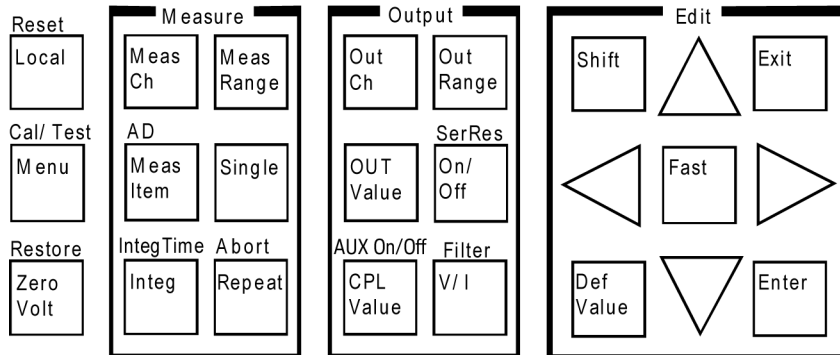 Measure
Output
Edit
Reset
Local
Meas
Ch
Meas
Range
Out
Ch
Out
Range
Shift
Exit
Cal/ Test
AD
SerRes
Menu
Meas
Item
Single
OUT
Value
On/
Off
Fast
Restore
IntegTime
Abort
AUX On/Off
Filter
Zero
Volt
Integ
Repeat
CPL
Value
V/ I
Def
Value
Enter